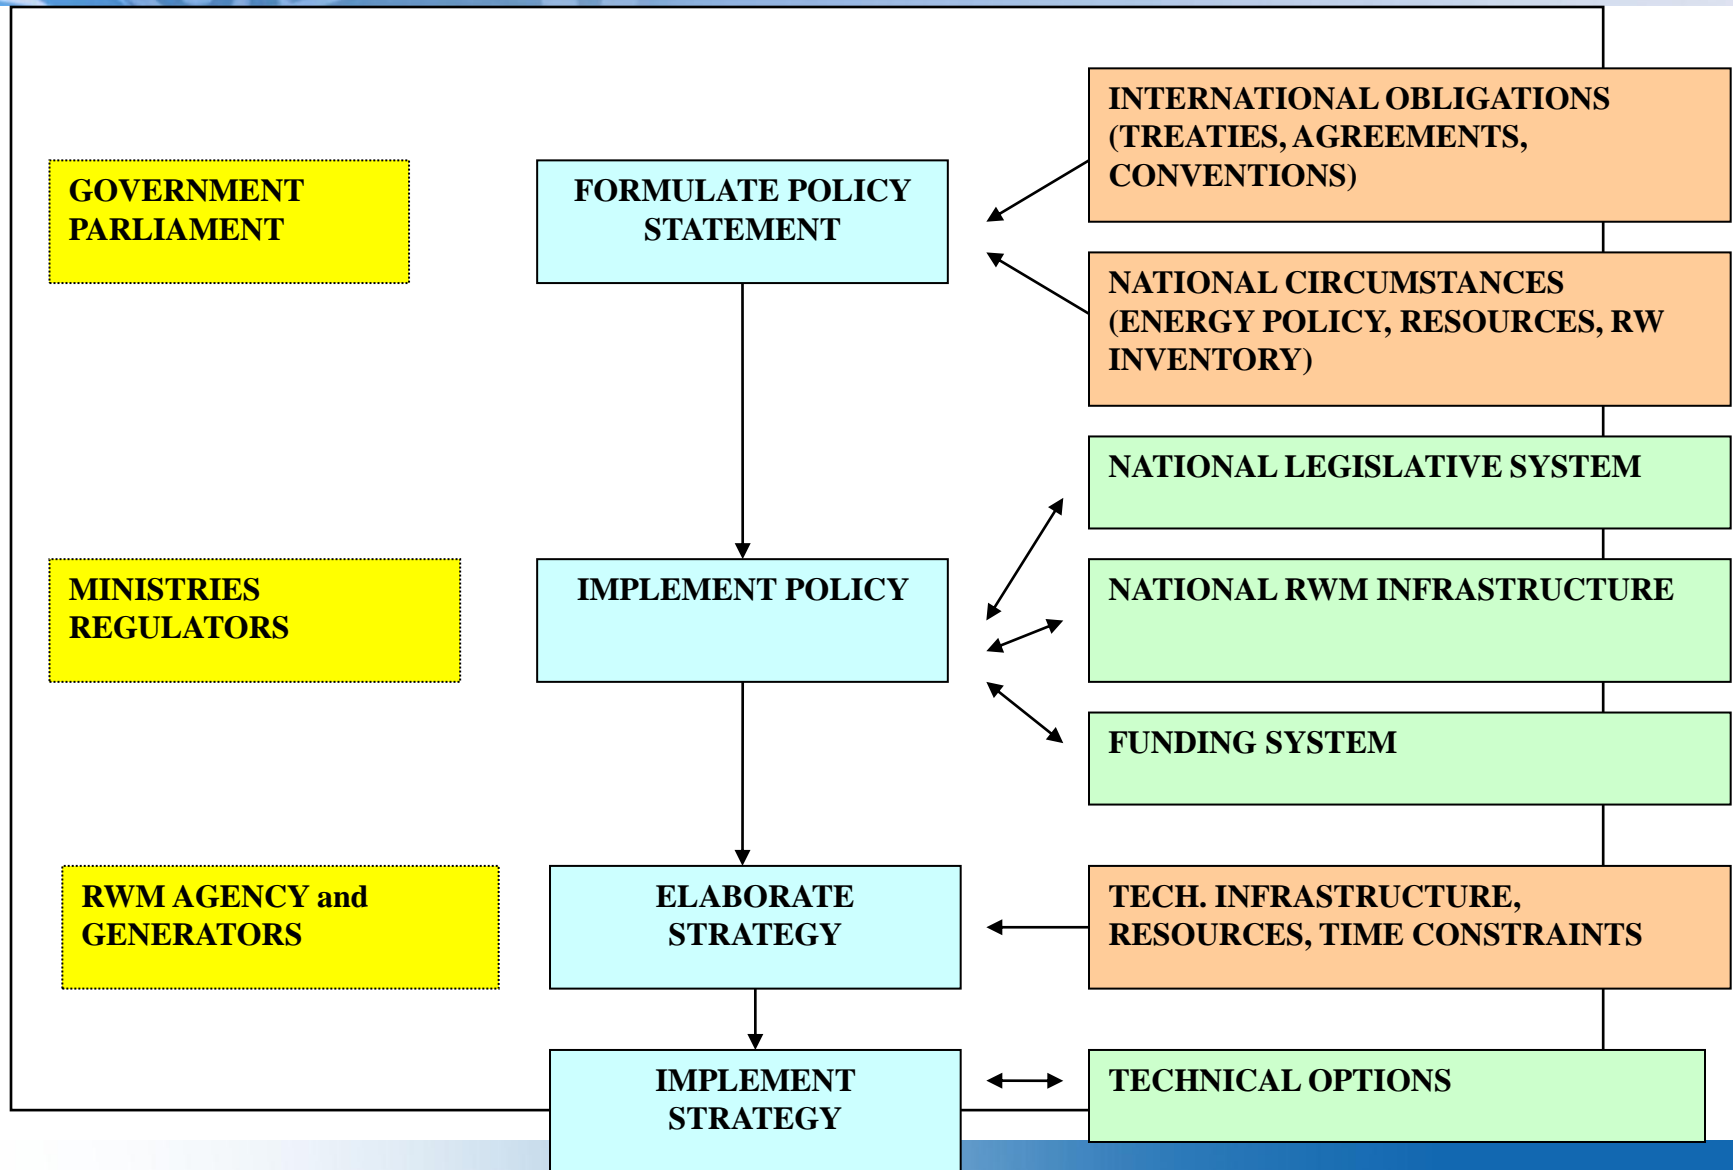 INTERNATIONAL OBLIGATIONS
(TREATIES, AGREEMENTS,
CONVENTIONS)
GOVERNMENT
PARLIAMENT
FORMULATE POLICY
STATEMENT
NATIONAL CIRCUMSTANCES
(ENERGY POLICY, RESOURCES, RW
INVENTORY)
NATIONAL LEGISLATIVE SYSTEM
MINISTRIES
REGULATORS
IMPLEMENT POLICY
NATIONAL RWM INFRASTRUCTURE
FUNDING SYSTEM
RWM AGENCY and
GENERATORS
ELABORATE
STRATEGY
TECH. INFRASTRUCTURE,
RESOURCES, TIME CONSTRAINTS
IMPLEMENT
STRATEGY
TECHNICAL OPTIONS